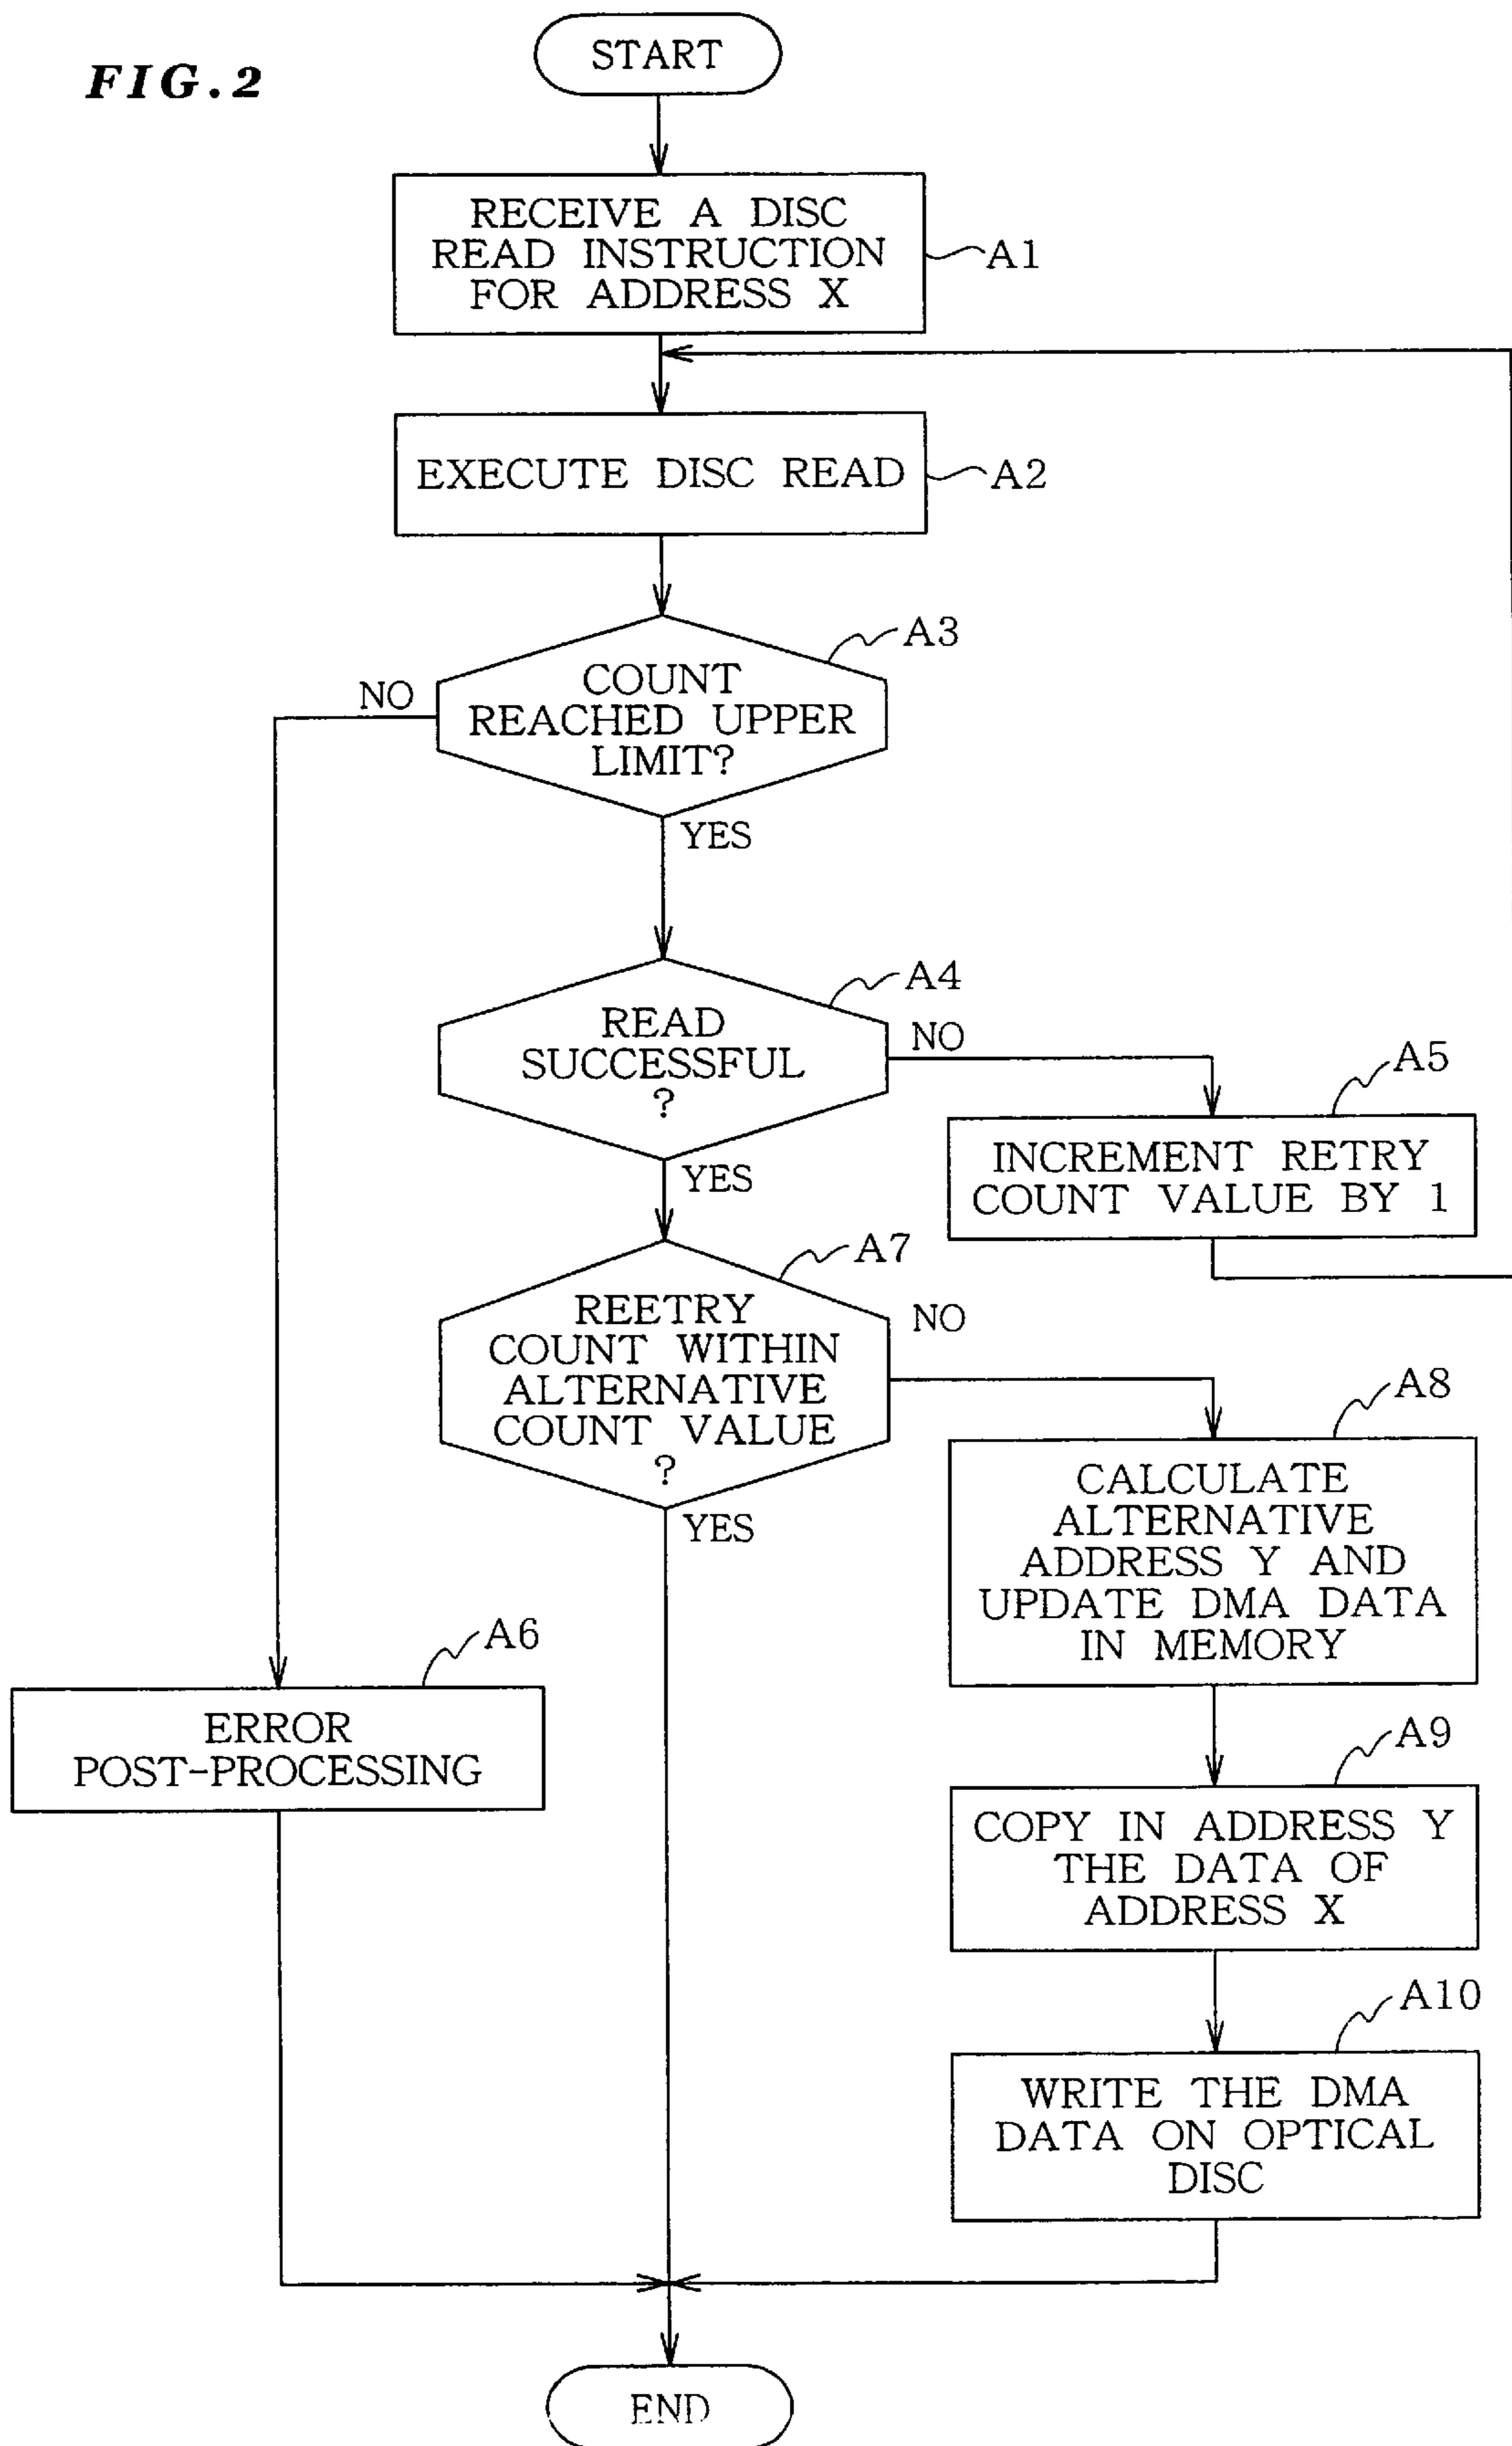 FIG.2
START
RECEIVE A DISC
READ INSTRUCTION
FOR ADDRESS X
A1
EXECUTE DISC READ
A2
A3
COUNT
REACHED UPPER
LIMIT?
NO
YES
A4
READ
SUCCESSFUL
?
NO
YES
A5
INCREMENT RETRY
COUNT VALUE BY 1
A7
REETRY
COUNT WITHIN
ALTERNATIVE
COUNT VALUE
?
NO
YES
A8
CALCULATE
ALTERNATIVE
ADDRESS Y AND
UPDATE DMA DATA
IN MEMORY
A6
ERROR
POST-PROCESSING
A9
COPY IN ADDRESS Y
THE DATA OF
ADDRESS X
A10
WRITE THE DMA
DATA ON OPTICAL
DISC
END